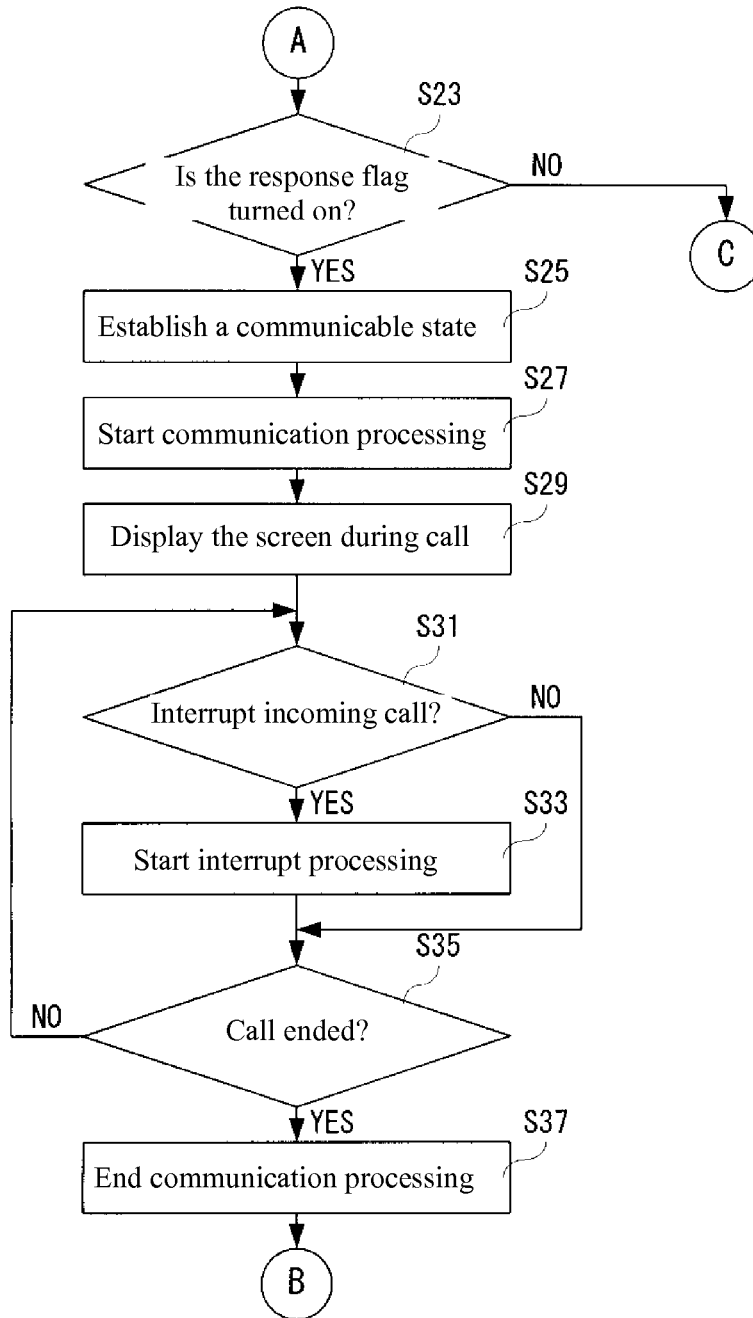 A
S23
Is the response flag
turned on?
NO
C
YES
S25
Establish a communicable state
S27
Start communication processing
S29
Display the screen during call
S31
Interrupt incoming call?
NO
YES
S33
Start interrupt processing
S35
Call ended?
NO
YES
S37
End communication processing
B